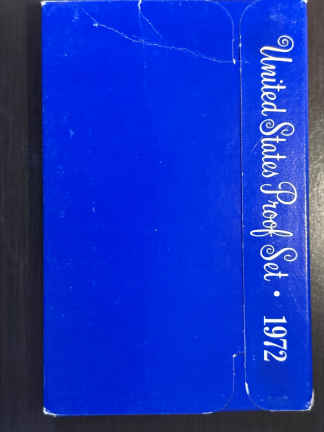 United States Proof Set • 1972